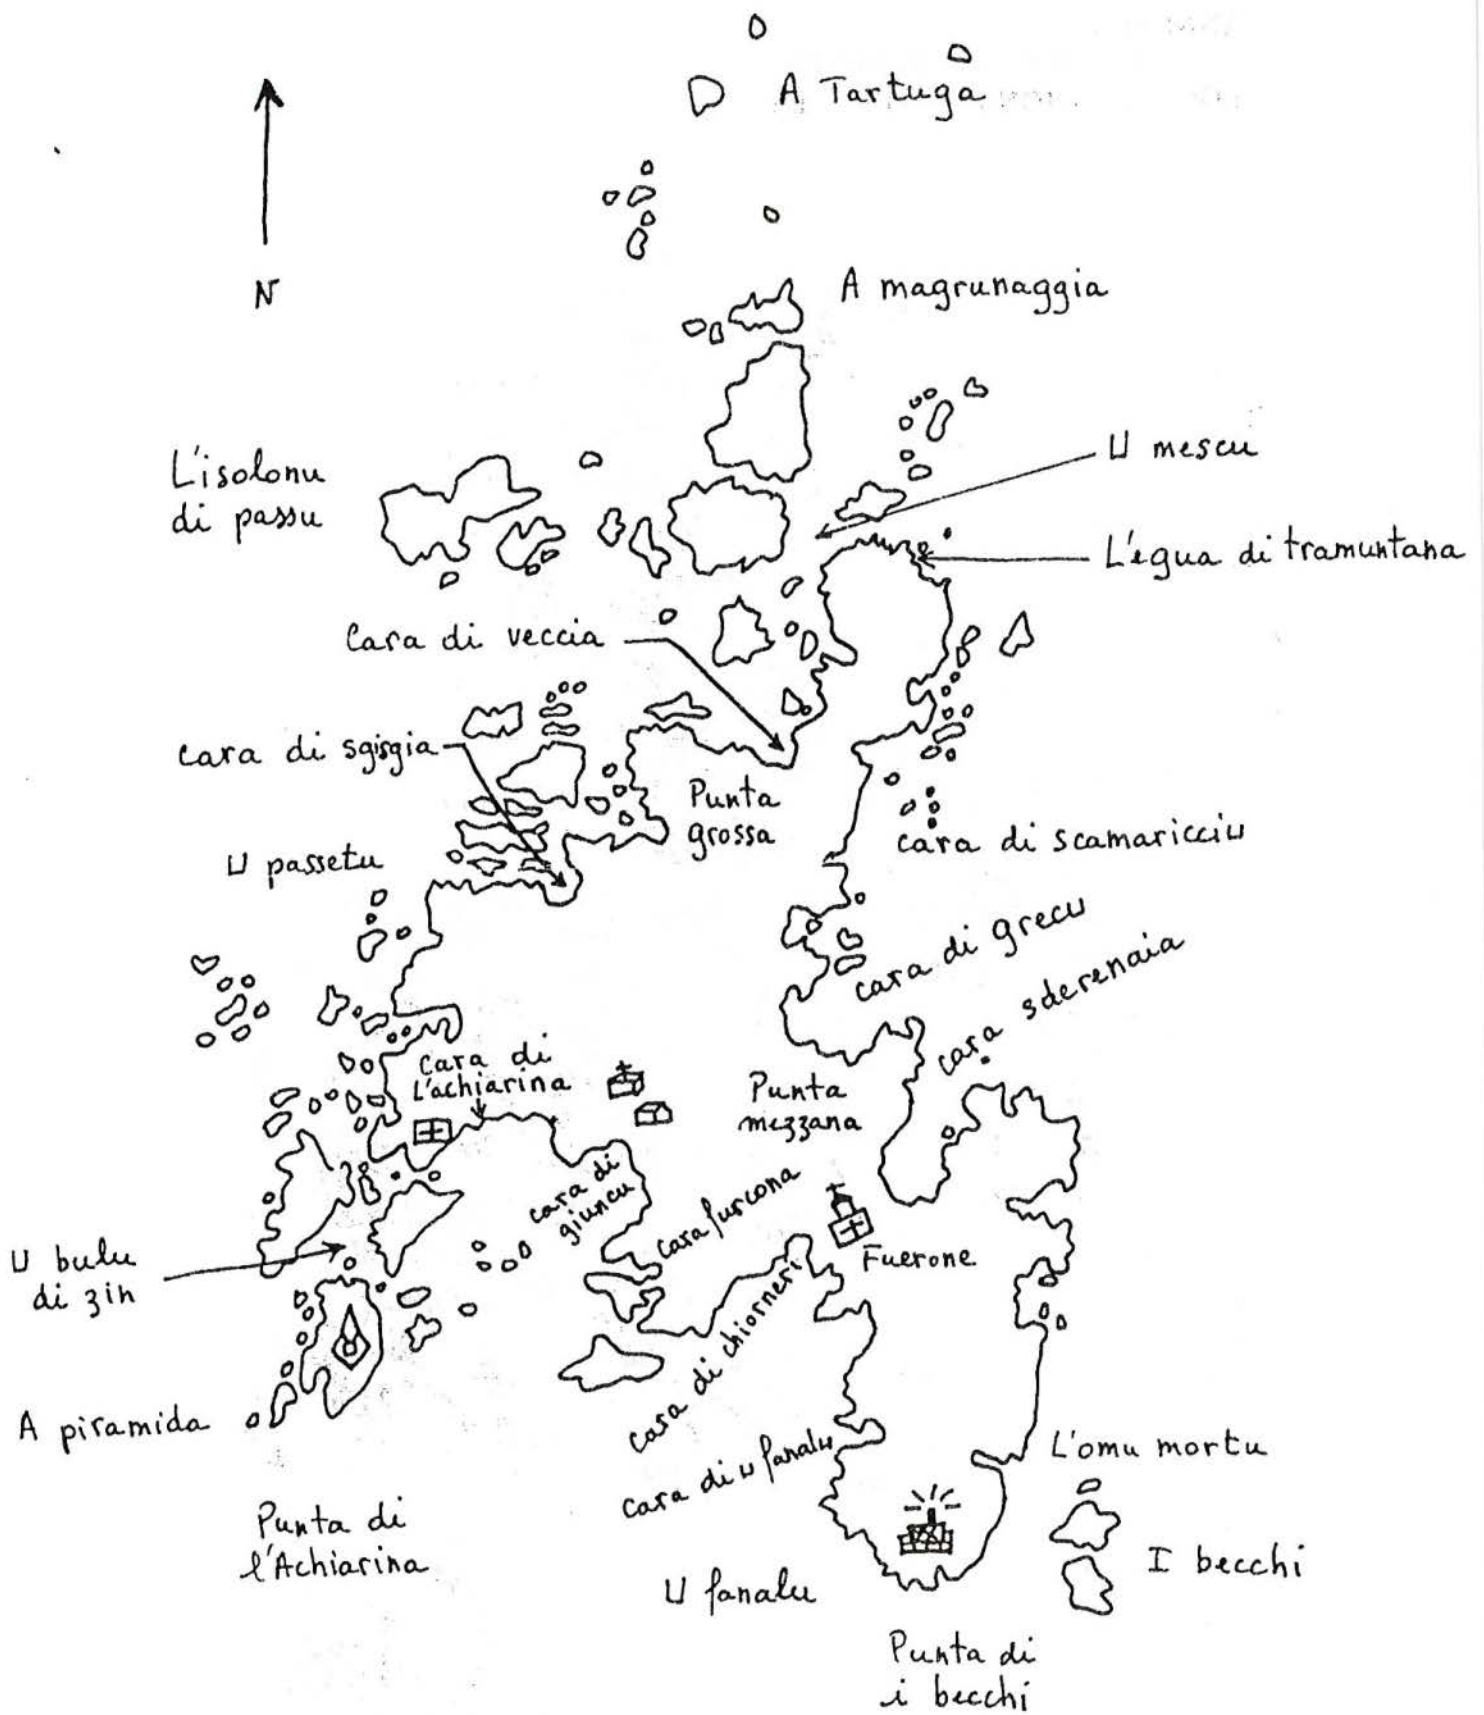 A Tartuga
N
A magrunaggia
L'isolonu
di passu
U mescu
L'egua di tramuntana
Cara di veccia
cara di sgisgia
Punta
grossa
cara di scamaricciu
U passetu
cara di grecu
cara sderenaia
cara di
L'achiarina
Punta
mezzana
cara di
giuncu
cara furcona
Fuerone
U bulu
di zin
cara di chiorneri
A piramida
cara di u fanalu
L'omu mortu
Punta di
l'Achiarina
I becchi
U fanalu
Punta di
i becchi